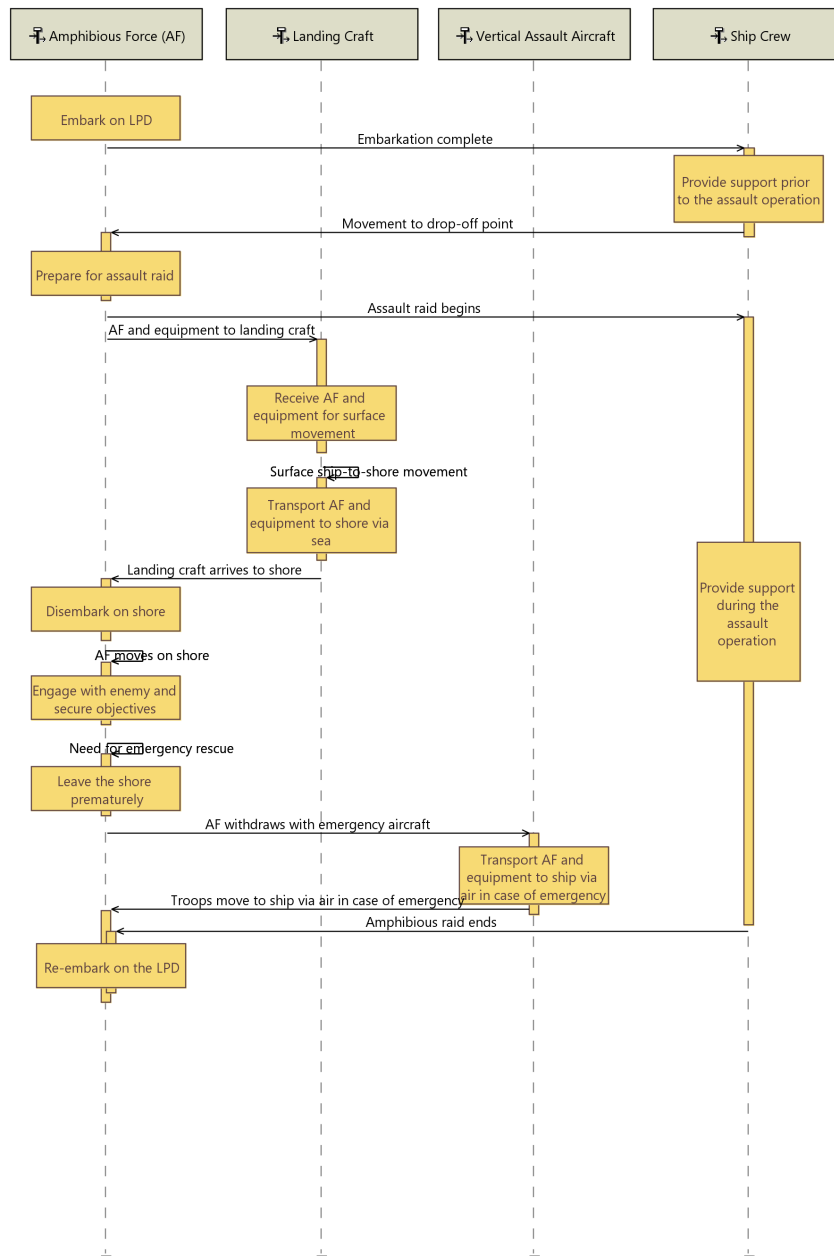 Amphibious Force (AF)
Landing Craft
Vertical Assault Aircraft
Ship Crew
Embark on LPD
Embarkation complete
Provide support prior
to the assault operation
Movement to drop-off point
Prepare for assault raid
Assault raid begins
AF and equipment to landing craft
Receive AF and
equipment for surface
movement
Surface ship-to-shore movement
Transport AF and
equipment to shore via
sea
Landing craft arrives to shore
Disembark on shore
Provide support
during the
assault
operation
AF moves on shore
Engage with enemy and
secure objectives
Need for emergency rescue
Leave the shore
prematurely
AF withdraws with emergency aircraft
Transport AF and
equipment to ship via
air in case of emergency
Troops move to ship via air in case of emergency
Amphibious raid ends
Re-embark on the LPD